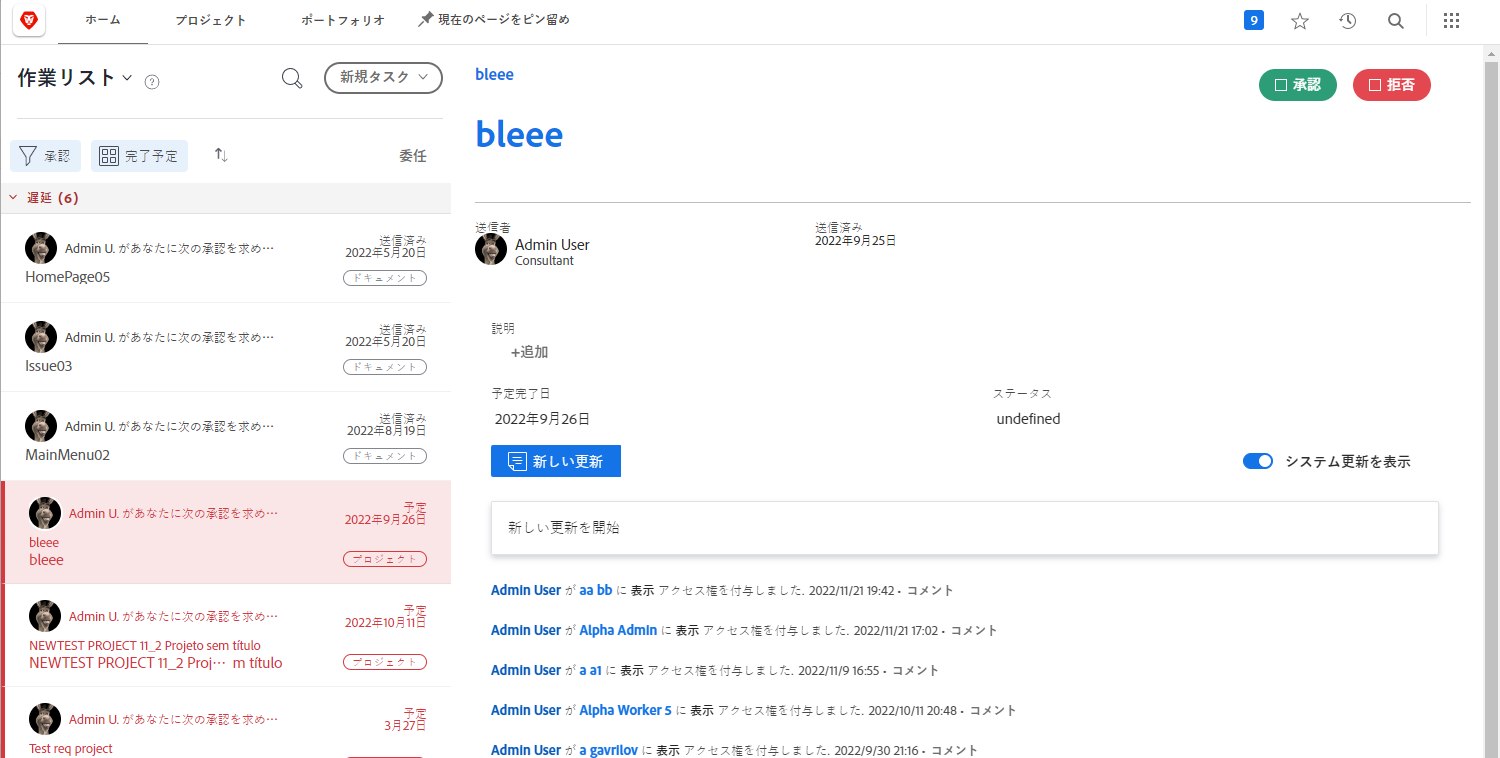 ホーム
プロジェクト
ポートフォリオ
現在のページをピン留め
9
作業リスト
?
新規タスク
承認
完了予定
委任
遅延 (6)
Admin U. があなたに次の承認を求め…
送信済み
2022年5月20日
HomePage05
ドキュメント
Admin U. があなたに次の承認を求め…
送信済み
2022年5月20日
Issue03
ドキュメント
Admin U. があなたに次の承認を求め…
送信済み
2022年8月19日
MainMenu02
ドキュメント
Admin U. があなたに次の承認を求め…
予定
2022年9月26日
bleee
bleee
プロジェクト
Admin U. があなたに次の承認を求め…
予定
2022年10月11日
NEWTEST PROJECT 11_2 Projeto sem título
NEWTEST PROJECT 11_2 Proj… m título
プロジェクト
Admin U. があなたに次の承認を求め…
予定
3月27日
Test req project
bleee
承認
拒否
bleee
送信者
Admin User
Consultant
送信済み
2022年9月25日
説明
+追加
予定完了日
2022年9月26日
ステータス
undefined
新しい更新
システム更新を表示
新しい更新を開始
Admin User が aa bb に 表示 アクセス権を付与しました. 2022/11/21 19:42 • コメント
Admin User が Alpha Admin に 表示 アクセス権を付与しました. 2022/11/21 17:02 • コメント
Admin User が a a1 に 表示 アクセス権を付与しました. 2022/11/9 16:55 • コメント
Admin User が Alpha Worker 5 に 表示 アクセス権を付与しました. 2022/10/11 20:48 • コメント
Admin User が a gavrilov に 表示 アクセス権を付与しました. 2022/9/30 21:16 • コメント